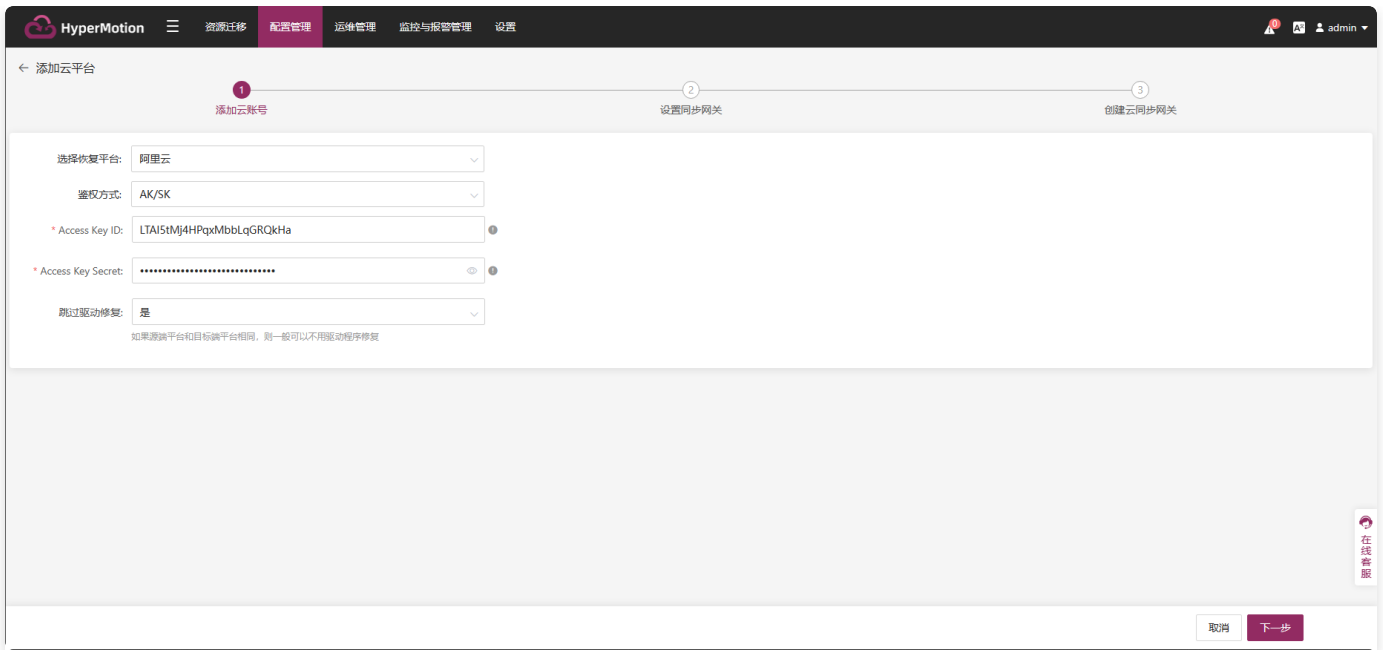 HyperMotion 资源迁移 配置管理 运维管理 监控与报警管理 设置 0 admin
← 添加云平台
1 2 3
添加云账号 设置同步网关 创建云同步网关
选择恢复平台: 阿里云
鉴权方式: AK/SK
* Access Key ID: LTAI5tMj4HPqxMbbLqGRQkHa
* Access Key Secret: ••••••••••••••••••••••••••••••
跳过驱动修复: 是
如果源端平台和目标端平台相同，则一般可以不用驱动程序修复
在线客服
取消 下一步